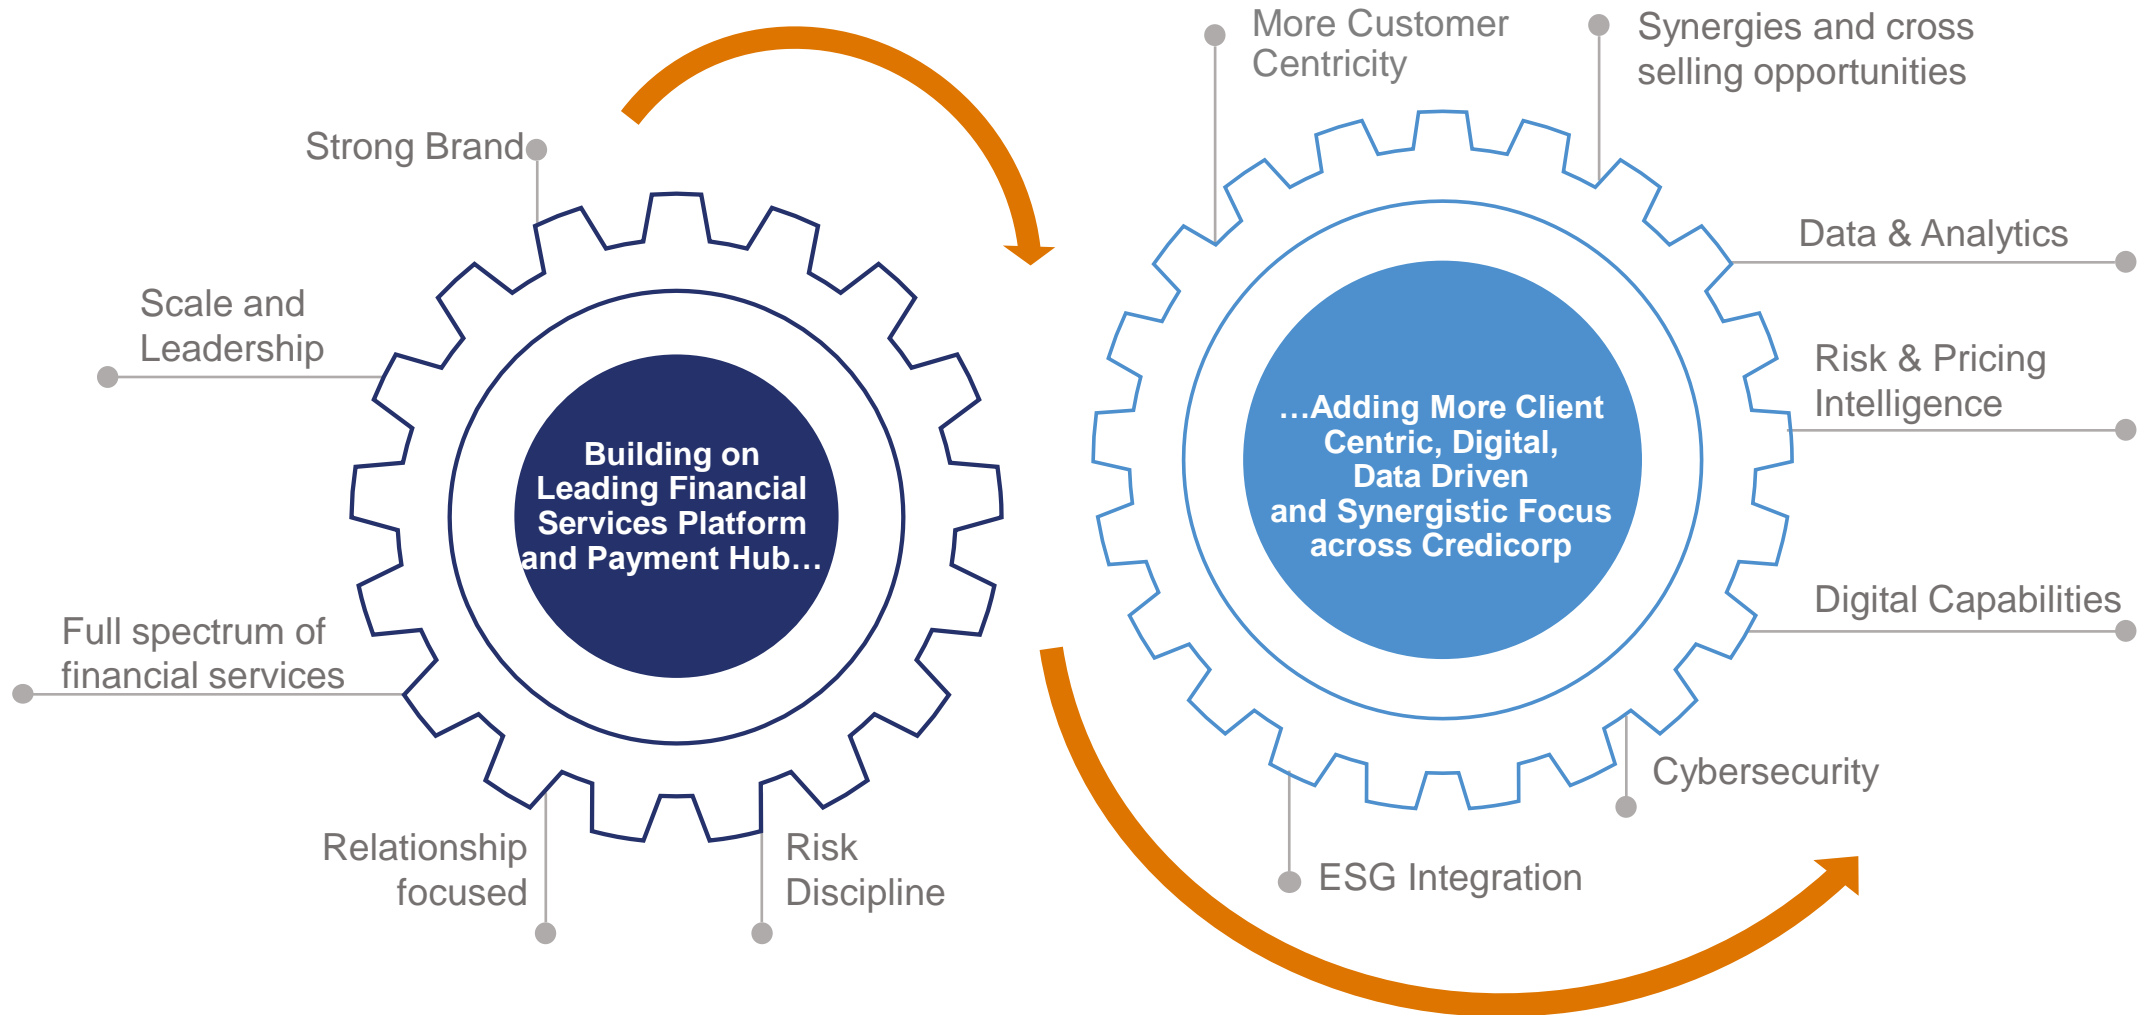 Strong Brand
Scale and
Leadership
Full spectrum of
financial services
Relationship
focused
Risk
Discipline
Building on
Leading Financial
Services Platform
and Payment Hub…
More Customer
Centricity
Synergies and cross
selling opportunities
Data & Analytics
Risk & Pricing
Intelligence
Digital Capabilities
Cybersecurity
ESG Integration
…Adding More Client
Centric, Digital,
Data Driven
and Synergistic Focus
across Credicorp